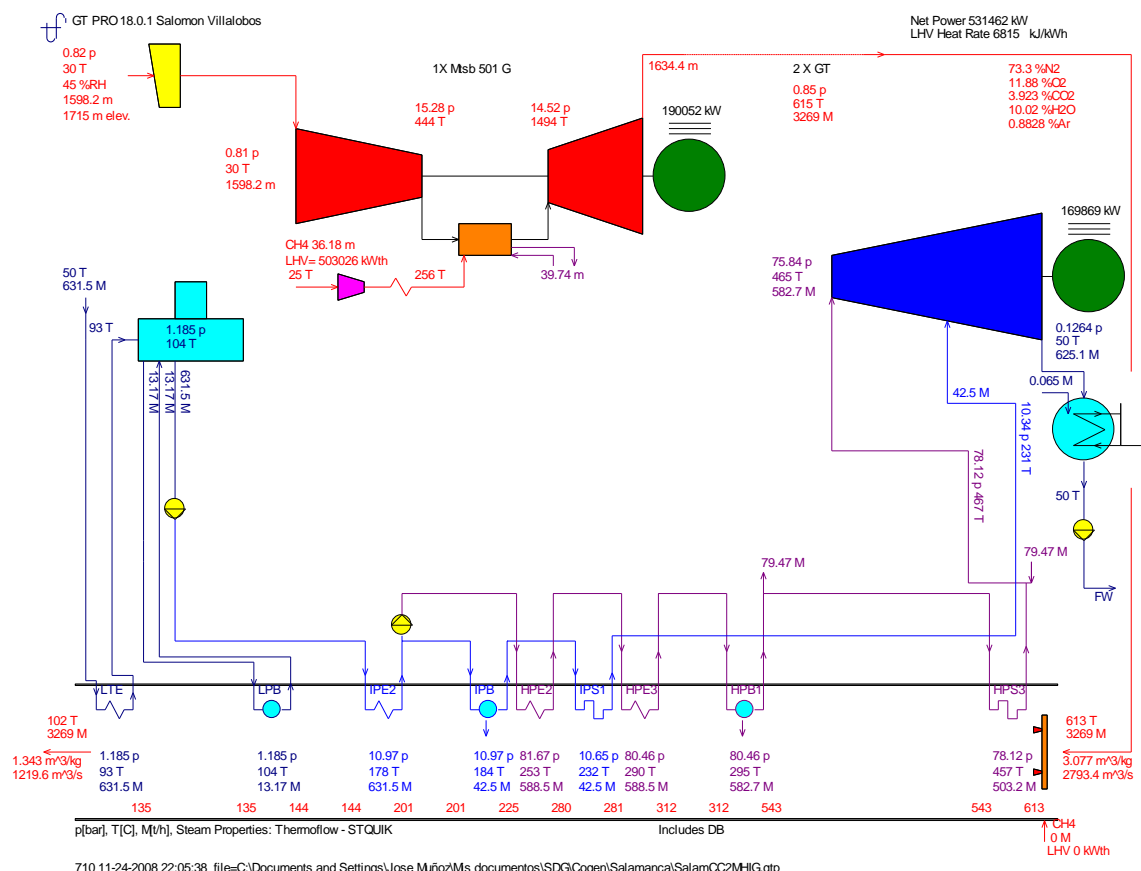 GT PRO 18.0.1 Salomon Villalobos
Net Power 531462 kW
LHV Heat Rate 6815 kJ/kWh
0.82 p
30 T
45 %RH
1598.2 m
1715 m elev.
1X Mtsb 501 G
1634.4 m
2 X GT
0.85 p
615 T
3269 M
73.3 %N2
11.88 %O2
3.923 %CO2
10.02 %H2O
0.8828 %Ar
15.28 p
444 T
14.52 p
1494 T
190052 kW
0.81 p
30 T
1598.2 m
169869 kW
CH4 36.18 m
LHV= 503026 kWth
25 T
256 T
39.74 m
75.84 p
465 T
582.7 M
50 T
631.5 M
93 T
1.185 p
104 T
13.17 M
13.17 M
631.5 M
0.1264 p
50 T
625.1 M
0.065 M
42.5 M
10.34 p 231 T
78.12 p 467 T
50 T
79.47 M
79.47 M
FW
LTE
LPB
IPE2
IPB
HPE2
IPS1
HPE3
HPB1
HPS3
102 T
3269 M
1.343 m^3/kg
1219.6 m^3/s
1.185 p
93 T
631.5 M
1.185 p
104 T
13.17 M
10.97 p
178 T
631.5 M
10.97 p
184 T
42.5 M
81.67 p
253 T
588.5 M
10.65 p
232 T
42.5 M
80.46 p
290 T
588.5 M
80.46 p
295 T
582.7 M
78.12 p
457 T
503.2 M
613 T
3269 M
3.077 m^3/kg
2793.4 m^3/s
135 135 144 144 201 201 225 280 281 312 312 543 543 613
CH4
0 M
LHV 0 kWth
p[bar], T[C], M[t/h], Steam Properties: Thermoflow - STQUIK
Includes DB
710 11-24-2008 22:05:38 file=C:\Documents and Settings\Jose Muñoz\Mis documentos\SDG\Cogen\Salamanca\SalamCC2MHIG.gtp